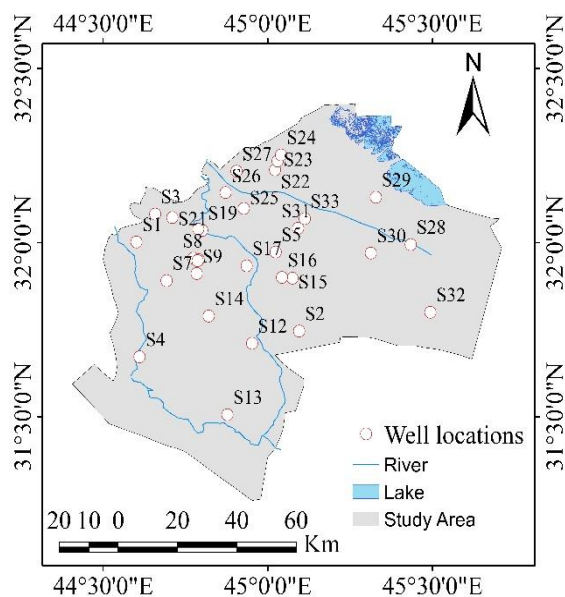 44°30'0"E 45°0'0"E 45°30'0"E
N
32°30'0"N 32°30'0"N
S24
S27 S23
S26 S22
S29
S3 S25 S33
S1 S21 S19 S31
S8 S5 S30 S28
S7 S9 S17 S16
S15
S14 S32
S12 S2
S4
S13
32°0'0"N 32°0'0"N
31°30'0"N 31°30'0"N
Well locations
River
Lake
Study Area
20 10 0 20 40 60
Km
44°30'0"E 45°0'0"E 45°30'0"E